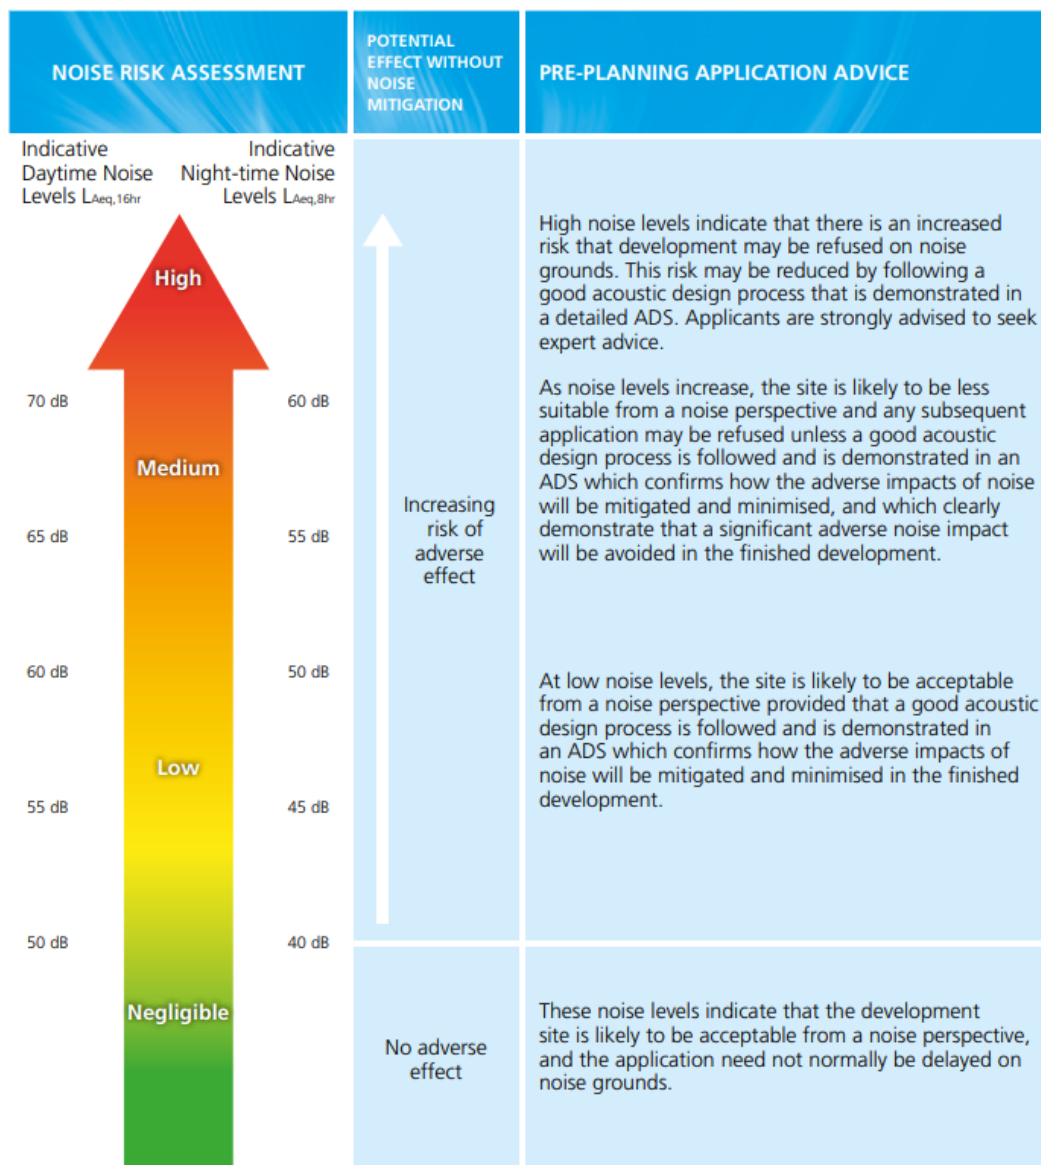 NOISE RISK ASSESSMENT
POTENTIAL
EFFECT WITHOUT
NOISE
MITIGATION
PRE-PLANNING APPLICATION ADVICE
Indicative
Daytime Noise
Levels LAeq,16hr
Indicative
Night-time Noise
Levels LAeq,8hr
High
70 dB
60 dB
Medium
65 dB
55 dB
60 dB
50 dB
Low
55 dB
45 dB
50 dB
40 dB
Negligible
Increasing
risk of
adverse
effect
No adverse
effect
High noise levels indicate that there is an increased
risk that development may be refused on noise
grounds. This risk may be reduced by following a
good acoustic design process that is demonstrated in
a detailed ADS. Applicants are strongly advised to seek
expert advice.
As noise levels increase, the site is likely to be less
suitable from a noise perspective and any subsequent
application may be refused unless a good acoustic
design process is followed and is demonstrated in an
ADS which confirms how the adverse impacts of noise
will be mitigated and minimised, and which clearly
demonstrate that a significant adverse noise impact
will be avoided in the finished development.
At low noise levels, the site is likely to be acceptable
from a noise perspective provided that a good acoustic
design process is followed and is demonstrated in
an ADS which confirms how the adverse impacts of
noise will be mitigated and minimised in the finished
development.
These noise levels indicate that the development
site is likely to be acceptable from a noise perspective,
and the application need not normally be delayed on
noise grounds.